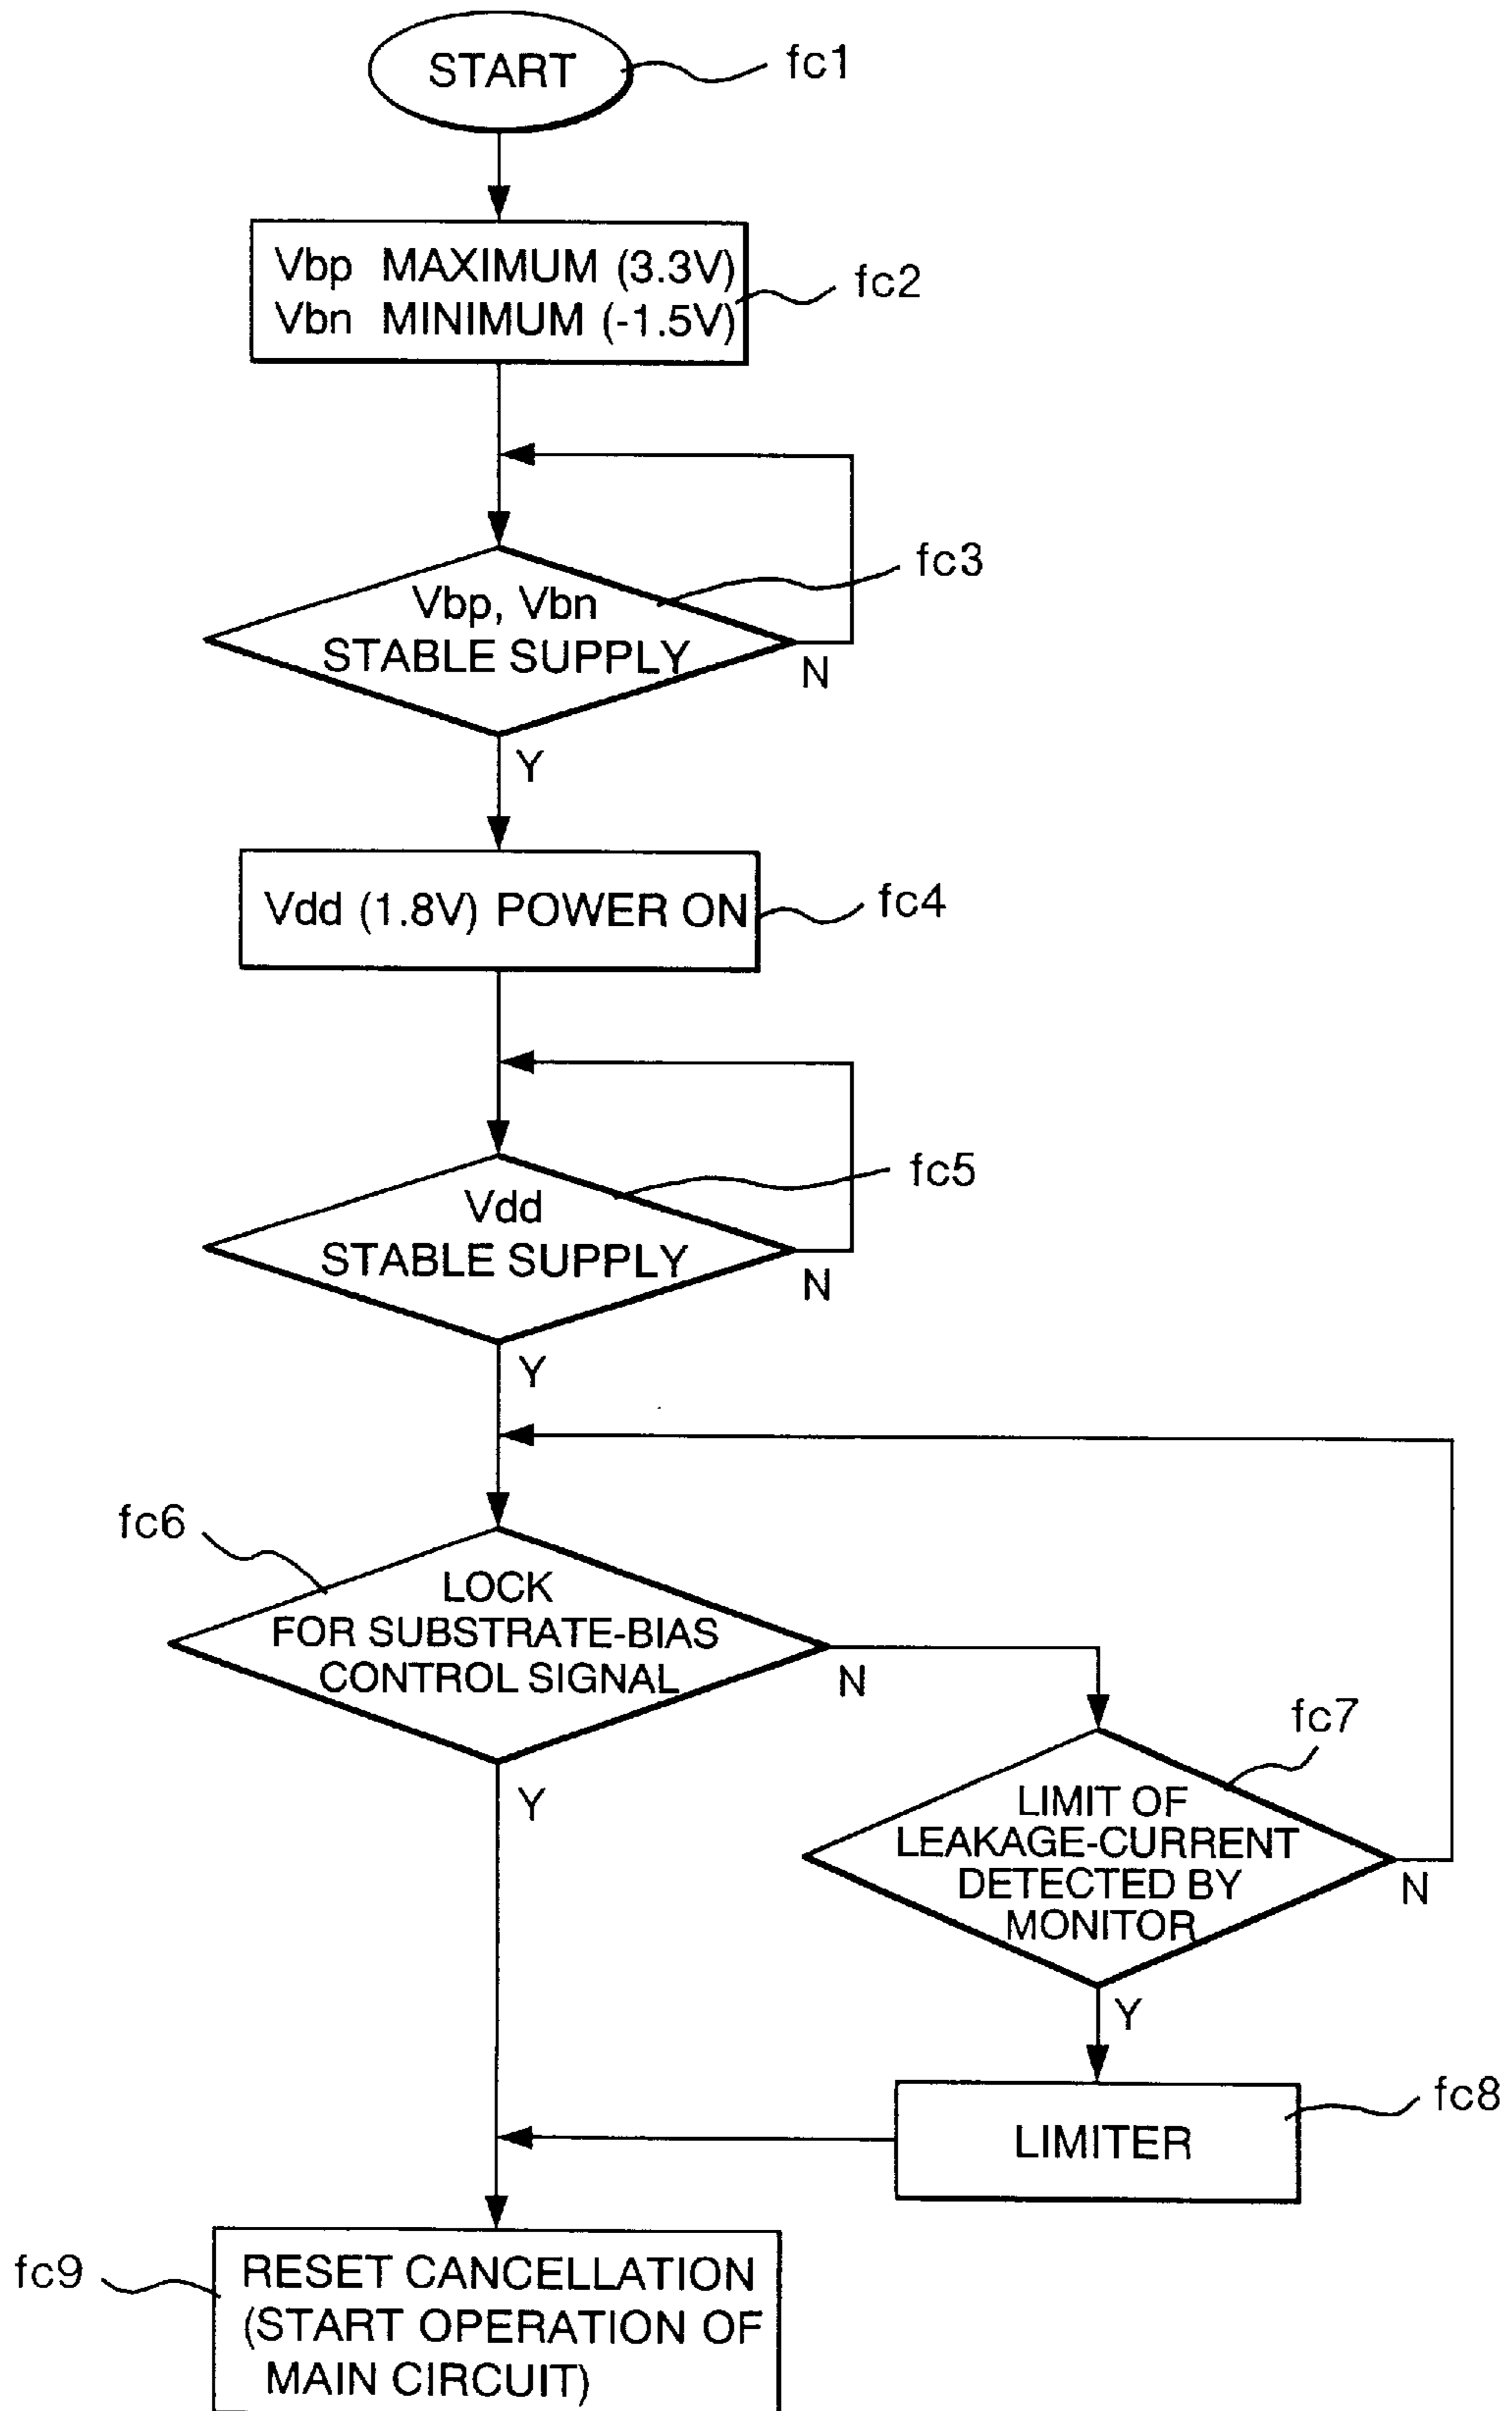 START
fc1
Vbp MAXIMUM (3.3V)
Vbn MINIMUM (-1.5V)
fc2
fc3
Vbp, Vbn
STABLE SUPPLY
N
Y
Vdd (1.8V) POWER ON
fc4
fc5
Vdd
STABLE SUPPLY
N
Y
fc6
LOCK
FOR SUBSTRATE-BIAS
CONTROL SIGNAL
N
Y
fc7
LIMIT OF
LEAKAGE-CURRENT
DETECTED BY
MONITOR
N
Y
LIMITER
fc8
fc9
RESET CANCELLATION
(START OPERATION OF
MAIN CIRCUIT)